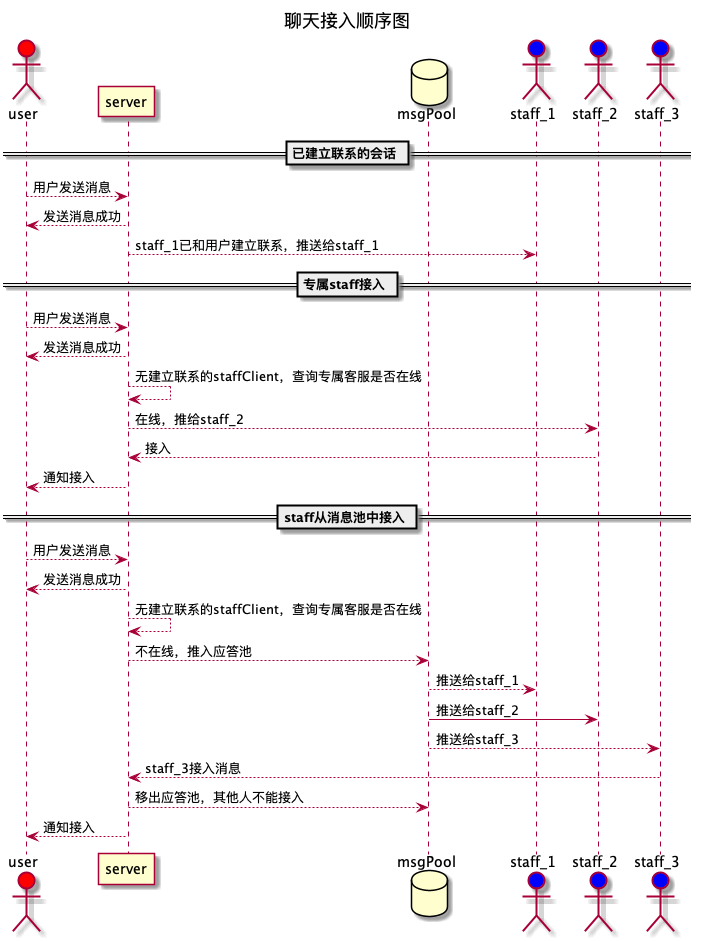 聊天接入顺序图
user
server
msgPool
staff_1
staff_2
staff_3
已建立联系的会话
用户发送消息
发送消息成功
staff_1已和用户建立联系，推送给staff_1
专属staff接入
用户发送消息
发送消息成功
无建立联系的staffClient，查询专属客服是否在线
在线，推给staff_2
接入
通知接入
staff从消息池中接入
用户发送消息
发送消息成功
无建立联系的staffClient，查询专属客服是否在线
不在线，推入应答池
推送给staff_1
推送给staff_2
推送给staff_3
staff_3接入消息
移出应答池，其他人不能接入
通知接入
user
server
msgPool
staff_1
staff_2
staff_3